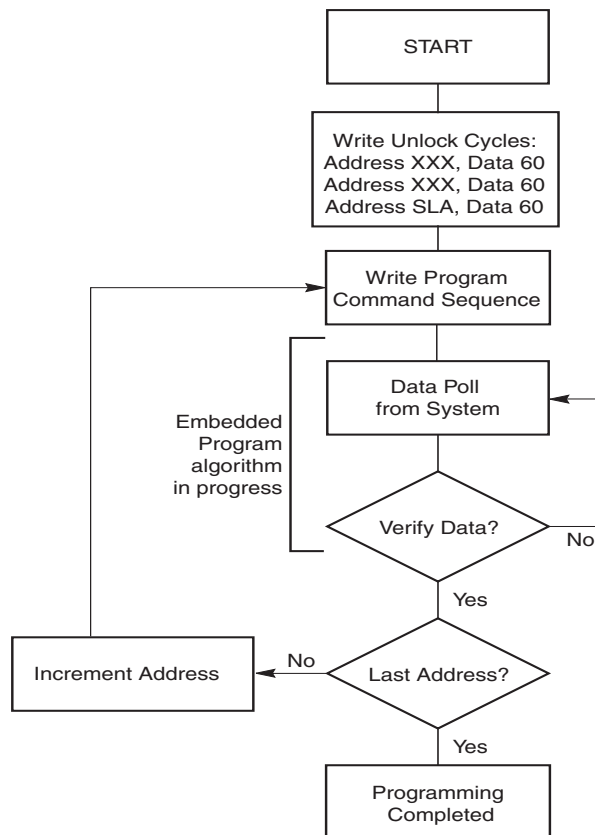 START
Write Unlock Cycles:
Address XXX, Data 60
Address XXX, Data 60
Address SLA, Data 60
Write Program
Command Sequence
Data Poll
from System
Embedded
Program
algorithm
in progress
Verify Data?
No
Yes
Increment Address
No
Last Address?
Yes
Programming
Completed